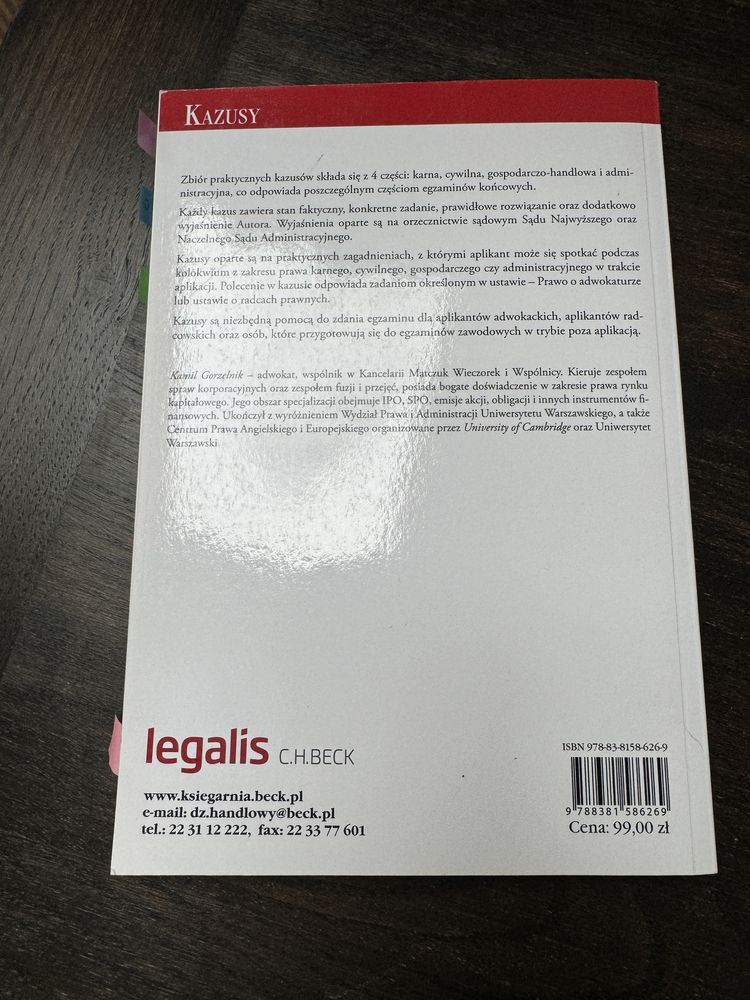 KAZUSY
Zbiór praktycznych kazusów składa się z 4 części: karna, cywilna, gospodarczo-handlowa i admi-
nistracyjna, co odpowiada poszczególnym częściom egzaminów końcowych.
Każdy kazus zawiera stan faktyczny, konkretne zadanie, prawidłowe rozwiązanie oraz dodatkowo
wyjaśnienie Autora. Wyjaśnienia oparte są na orzecznictwie sądowym Sądu Najwyższego oraz
Naczelnego Sądu Administracyjnego.
Kazusy oparte są na praktycznych zagadnieniach, z którymi aplikant może się spotkać podczas
kolokwium z zakresu prawa karnego, cywilnego, gospodarczego czy administracyjnego w trakcie
aplikacji. Polecenie w kazusie odpowiada zadaniom określonym w ustawie – Prawo o adwokaturze
lub ustawie o radcach prawnych.
Kazusy są niezbędną pomocą do zdania egzaminu dla aplikantów adwokackich, aplikantów rad-
cowskich oraz osób, które przygotowują się do egzaminów zawodowych w trybie poza aplikacją.
Kamil Gorzelnik – adwokat, wspólnik w Kancelarii Matczuk Wieczorek i Wspólnicy. Kieruje zespołem
spraw korporacyjnych oraz zespołem fuzji i przejęć, posiada bogate doświadczenie w zakresie prawa rynku
kapitałowego. Jego obszar specjalizacji obejmuje IPO, SPO, emisje akcji, obligacji i innych instrumentów fi-
nansowych. Ukończył z wyróżnieniem Wydział Prawa i Administracji Uniwersytetu Warszawskiego, a także
Centrum Prawa Angielskiego i Europejskiego organizowane przez University of Cambridge oraz Uniwersytet
Warszawski
legalis C.H.BECK
www.ksiegarnia.beck.pl
e-mail: dz.handlowy@beck.pl
tel.: 22 31 12 222, fax: 22 33 77 601
ISBN 978-83-8158-626-9
9 788381 586269
Cena: 99,00 zł